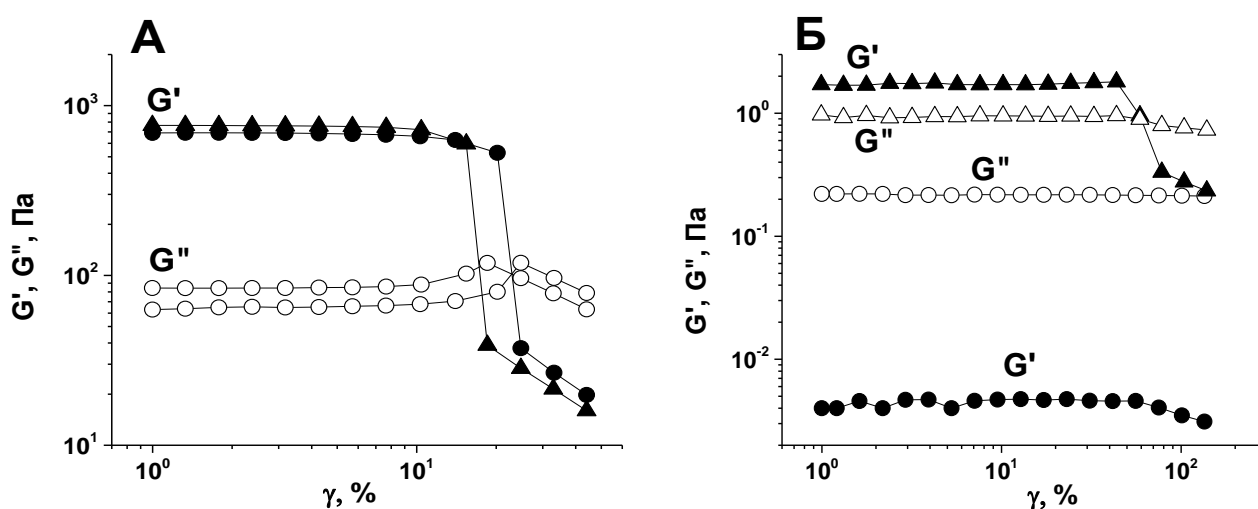 А
G', G", Па
10³
10²
10¹
G'
G"
10⁰
10¹
γ, %
Б
G', G", Па
10⁰
10⁻¹
10⁻²
G'
G"
G"
G'
10⁰
10¹
10²
γ, %